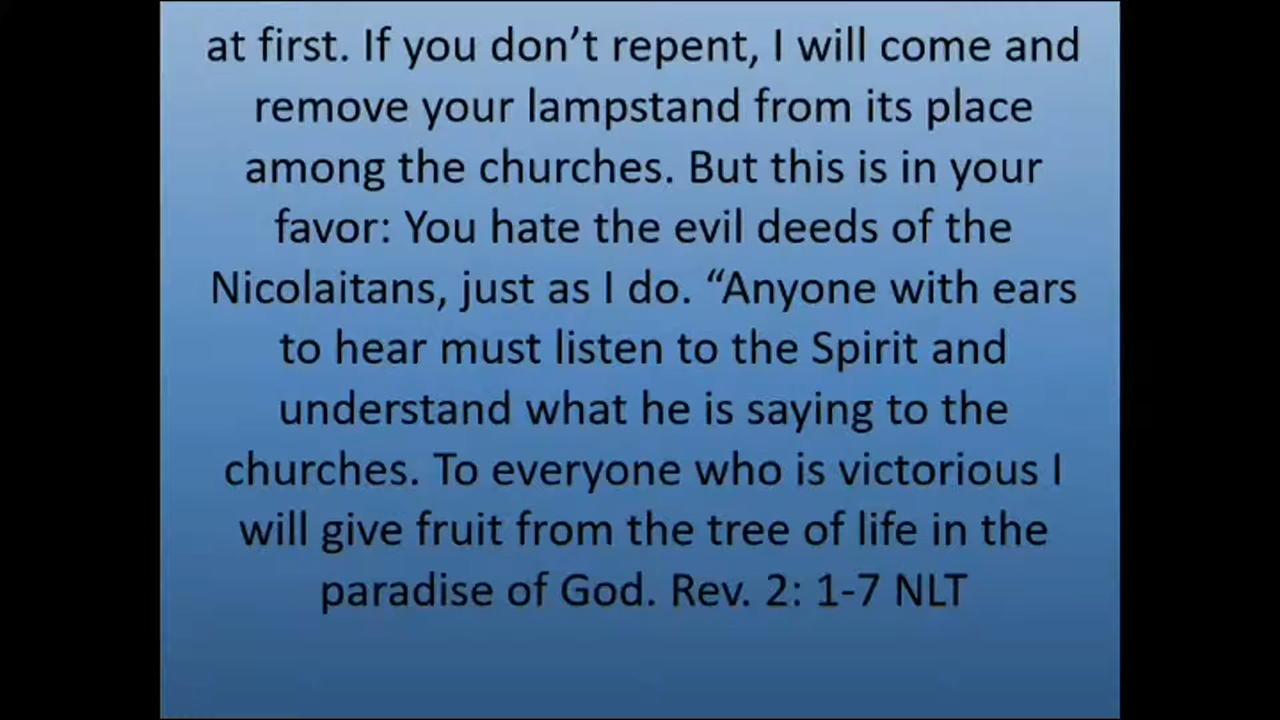 at first. If you don’t repent, I will come and
remove your lampstand from its place
among the churches. But this is in your
favor: You hate the evil deeds of the
Nicolaitans, just as I do. “Anyone with ears
to hear must listen to the Spirit and
understand what he is saying to the
churches. To everyone who is victorious I
will give fruit from the tree of life in the
paradise of God. Rev. 2: 1-7 NLT